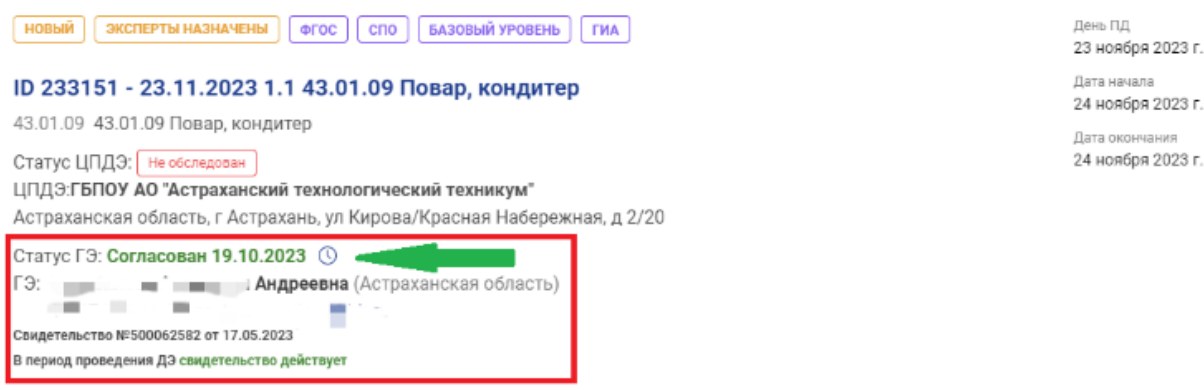 НОВЫЙ ЭКСПЕРТЫ НАЗНАЧЕНЫ ФГОС СПО БАЗОВЫЙ УРОВЕНЬ ГИА
День ПД
23 ноября 2023 г.
ID 233151 - 23.11.2023 1.1 43.01.09 Повар, кондитер
Дата начала
24 ноября 2023 г.
43.01.09 43.01.09 Повар, кондитер
Дата окончания
24 ноября 2023 г.
Статус ЦПДЭ: Не обследован
ЦПДЭ:ГБПОУ АО "Астраханский технологический техникум"
Астраханская область, г Астрахань, ул Кирова/Красная Набережная, д 2/20
Статус ГЭ: Согласован 19.10.2023
ГЭ: Андреевна (Астраханская область)
Свидетельство №500062582 от 17.05.2023
В период проведения ДЭ свидетельство действует